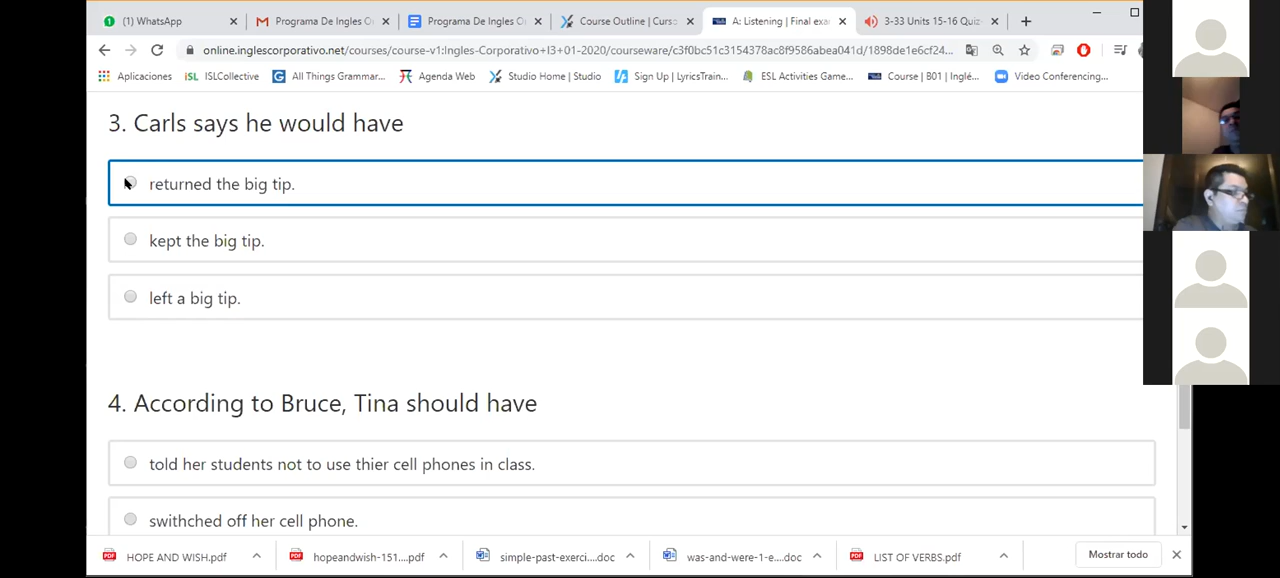 (1) WhatsApp
Programa De Ingles C
Programa De Ingles C
Course Outline | Curso
A: Listening | Final exa
3-33 Units 15-16 Quiz
online.inglescorporativo.net/courses/course-v1:Ingles-Corporativo+I3+01-2020/courseware/c3f0bc51c3154378ac8f9586abea041d/1898de1e6cf24...
Aplicaciones
iSL ISLCollective
All Things Grammar...
Agenda Web
Studio Home | Studio
Sign Up | LyricsTrain...
ESL Activities Game...
Course | B01 | Inglé...
Video Conferencing...
3. Carls says he would have
returned the big tip.
kept the big tip.
left a big tip.
4. According to Bruce, Tina should have
told her students not to use thier cell phones in class.
swithched off her cell phone.
HOPE AND WISH.pdf
hopeandwish-151....pdf
simple-past-exerci....doc
was-and-were-1-e....doc
LIST OF VERBS.pdf
Mostrar todo